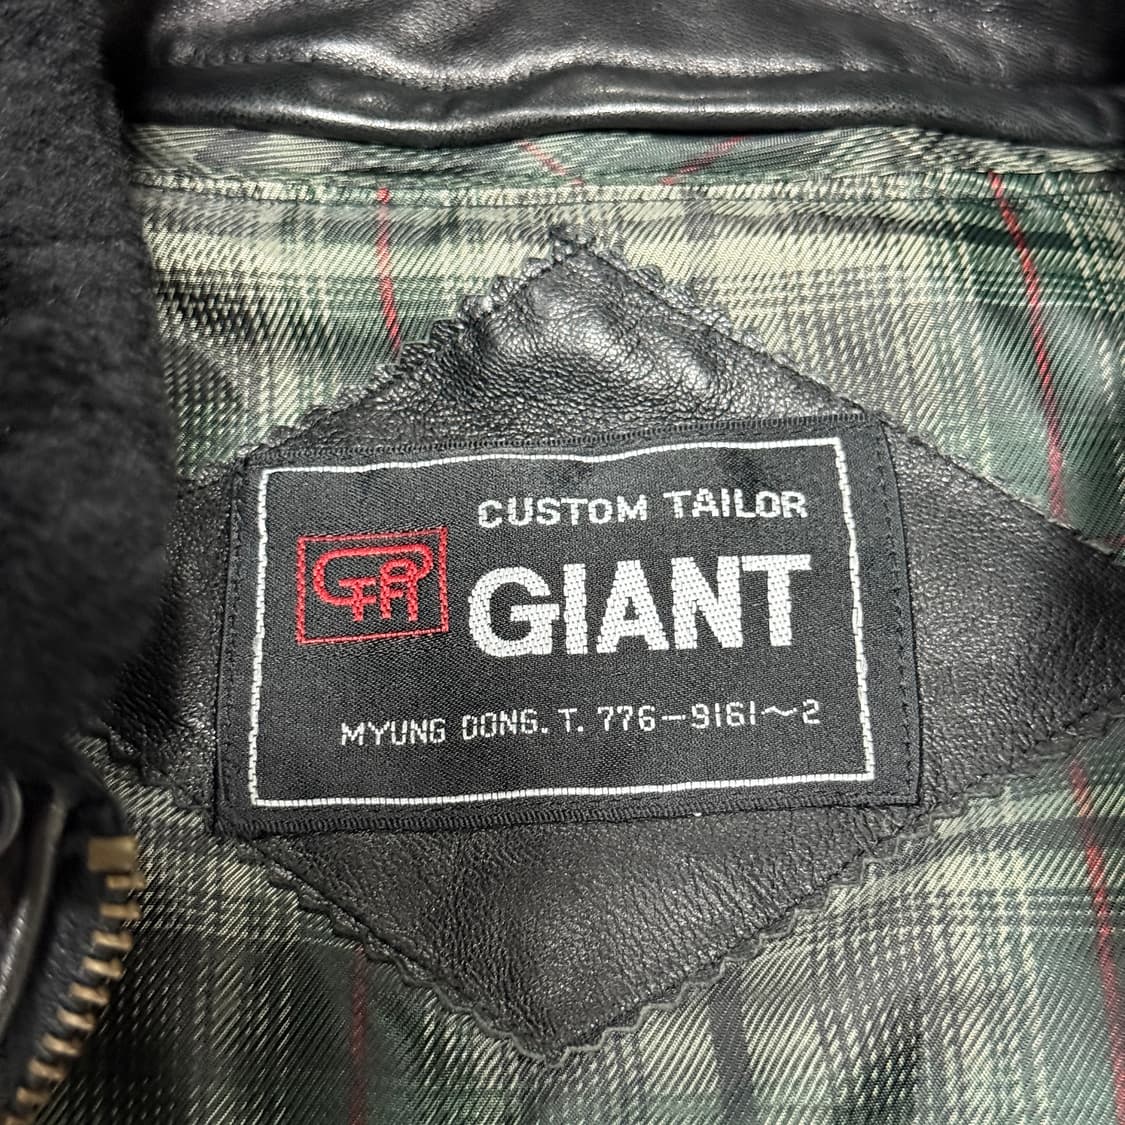 CUSTOM TAILOR
GIANT
MYUNG DONG. T. 776-9161~2